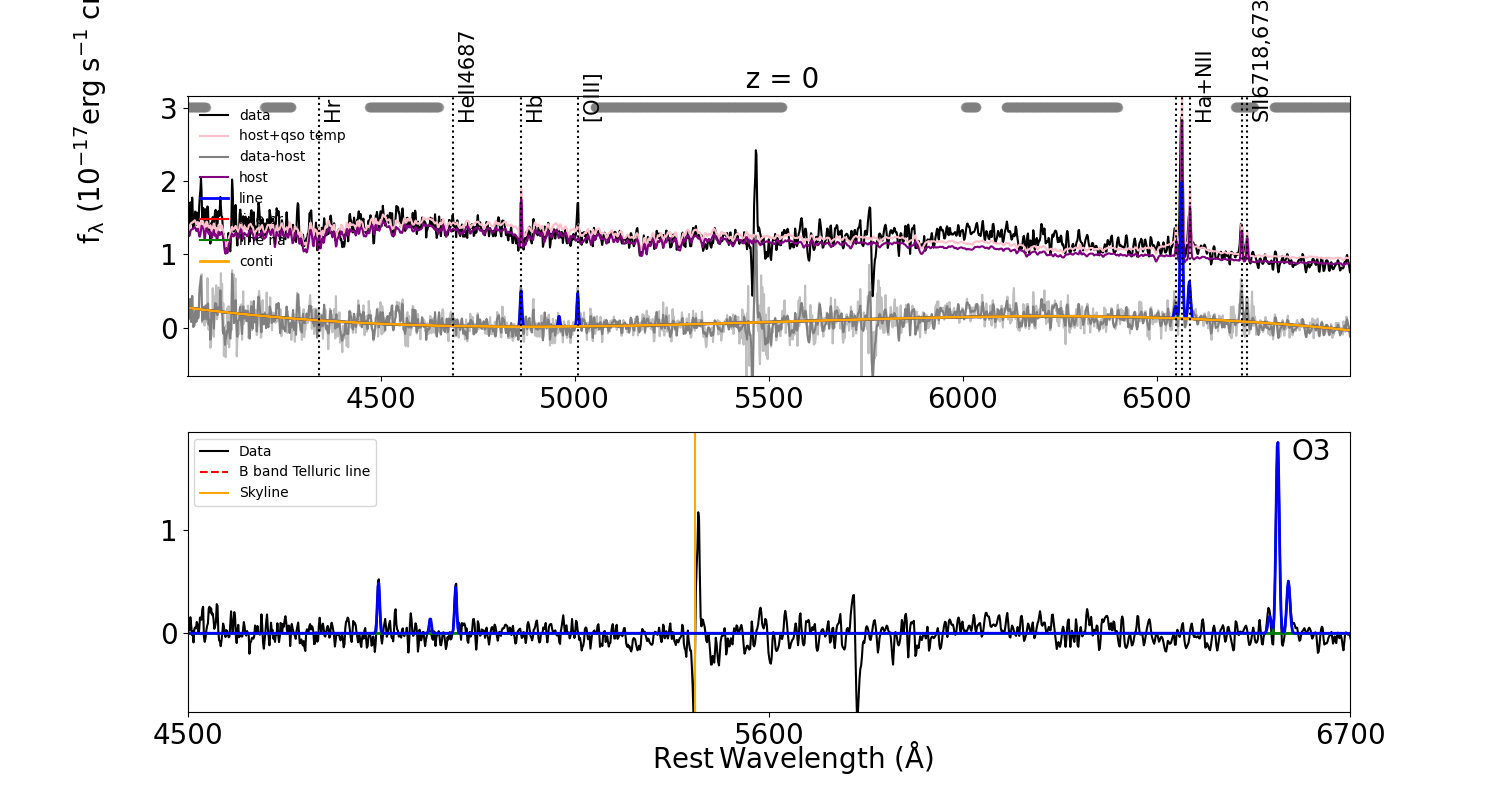 z = 0
f_λ (10^−17 erg s^−1
Hr
HeII4687
Hb
[OIII]
Ha+NII
SII6718,673
3
2
1
0
data
host+qso temp
data-host
host
line
conti
4500
5000
5500
6000
6500
Data
B band Telluric line
Skyline
O3
1
0
4500
5600
6700
Rest Wavelength (Å)